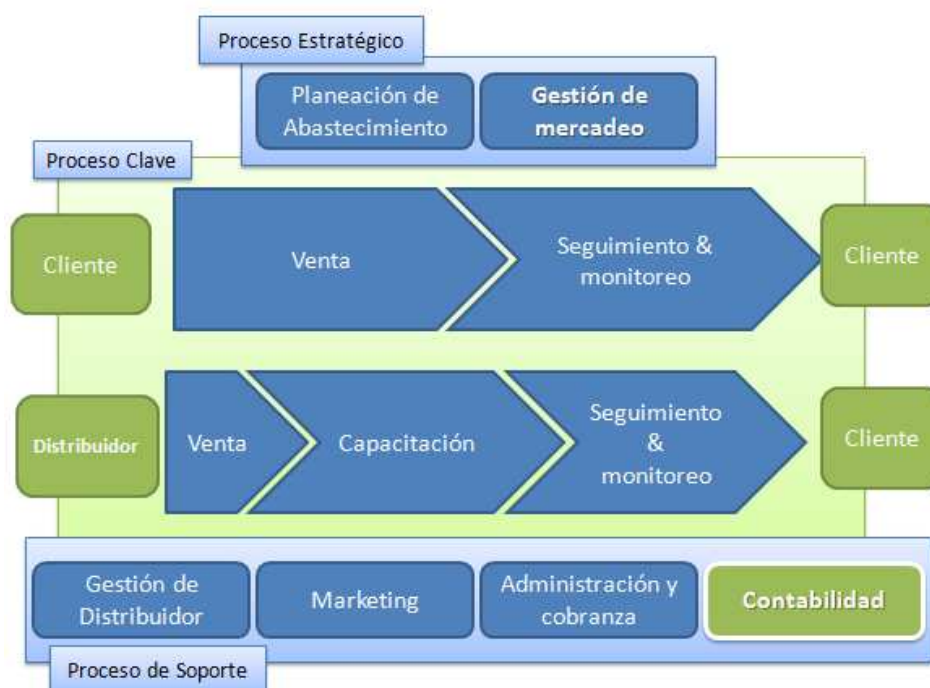 Proceso Estratégico
Planeación de
Abastecimiento
Gestión de
mercadeo
Proceso Clave
Cliente
Venta
Seguimiento &
monitoreo
Cliente
Distribuidor
Venta
Capacitación
Seguimiento
&
monitoreo
Cliente
Gestión de
Distribuidor
Marketing
Administración y
cobranza
Contabilidad
Proceso de Soporte